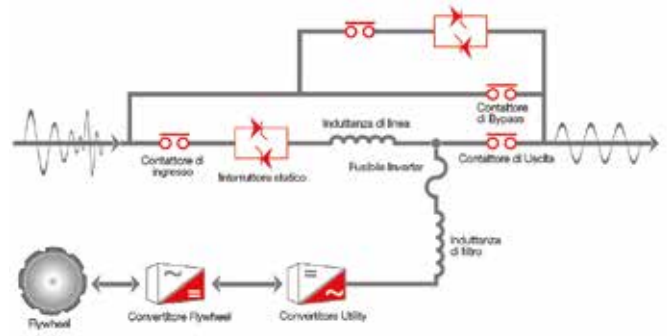 Contattore
di Bypass
Induttanza di linea
Contattore di
ingresso
Interruttore statico
Fusibile Inverter
Contattore di Uscita
Induttanza
di filtro
Flywheel
Convertitore Flywheel
Convertitore Utility